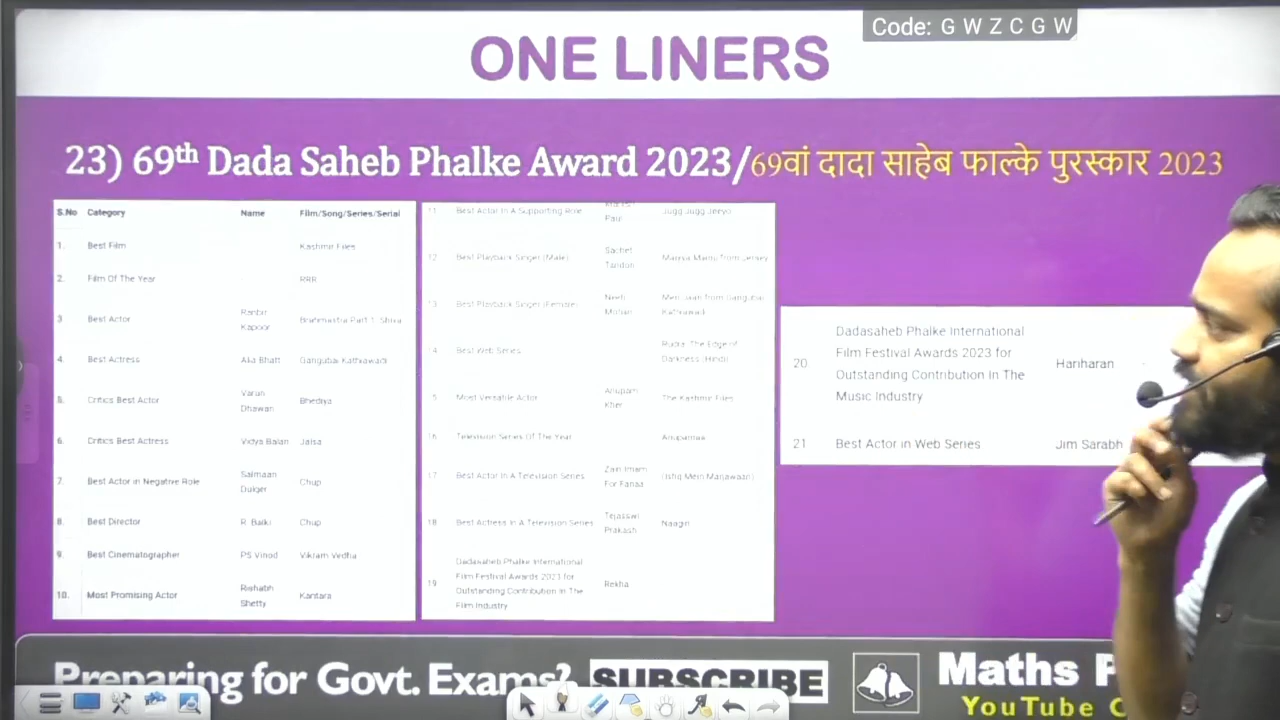 Code: G W Z C G W
ONE LINERS
23) 69th Dada Saheb Phalke Award 2023/69वां दादा साहेब फाल्के पुरस्कार 2023
S.No Category Name Film/Song/Series/Serial
1. Best Film Kashmir Files
2. Film Of The Year RRR
3 Best Actor Ranbir Kapoor Brahmastra Part 1: Shiva
4. Best Actress Alia Bhatt Gangubai Kathiawadi
5. Critics Best Actor Varun Dhawan Bhediya
6. Critics Best Actress Vidya Balan Jalsa
7. Best Actor in Negative Role Salmaan Dulqer Chup
8. Best Director R. Balki Chup
9. Best Cinematographer PS Vinod Vikram Vedha
10. Most Promising Actor Rishabh Shetty Kantara
11 Best Actor In A Supporting Role Paul Jugg Jugg Jeeyo
12 Best Playback Singer (Male) Sachet Tandon Maiyya Mainu from Jersey
13 Best Playback Singer (Female) Neeti Mohan Meri Jaan from Gangubai Kathiawadi
14 Best Web Series Rudra: The Edge of Darkness (Hindi)
5 Most Versatile Actor Anupam Kher The Kashmir Files
16 Television Series Of The Year Anupamaa
17 Best Actor In A Television Series Zain Imam For Fanaa (Ishq Mein Marjawaan)
18 Best Actress In A Television Series Tejasswi Prakash Naagin
19 Dadasaheb Phalke International
Film Festival Awards 2023 for
Outstanding Contribution In The
Film Industry Rekha
20 Dadasaheb Phalke International
Film Festival Awards 2023 for
Outstanding Contribution In The
Music Industry Hariharan
21 Best Actor in Web Series Jim Sarabh
Preparing for Govt. Exams? SUBSCRIBE Maths
YouTube